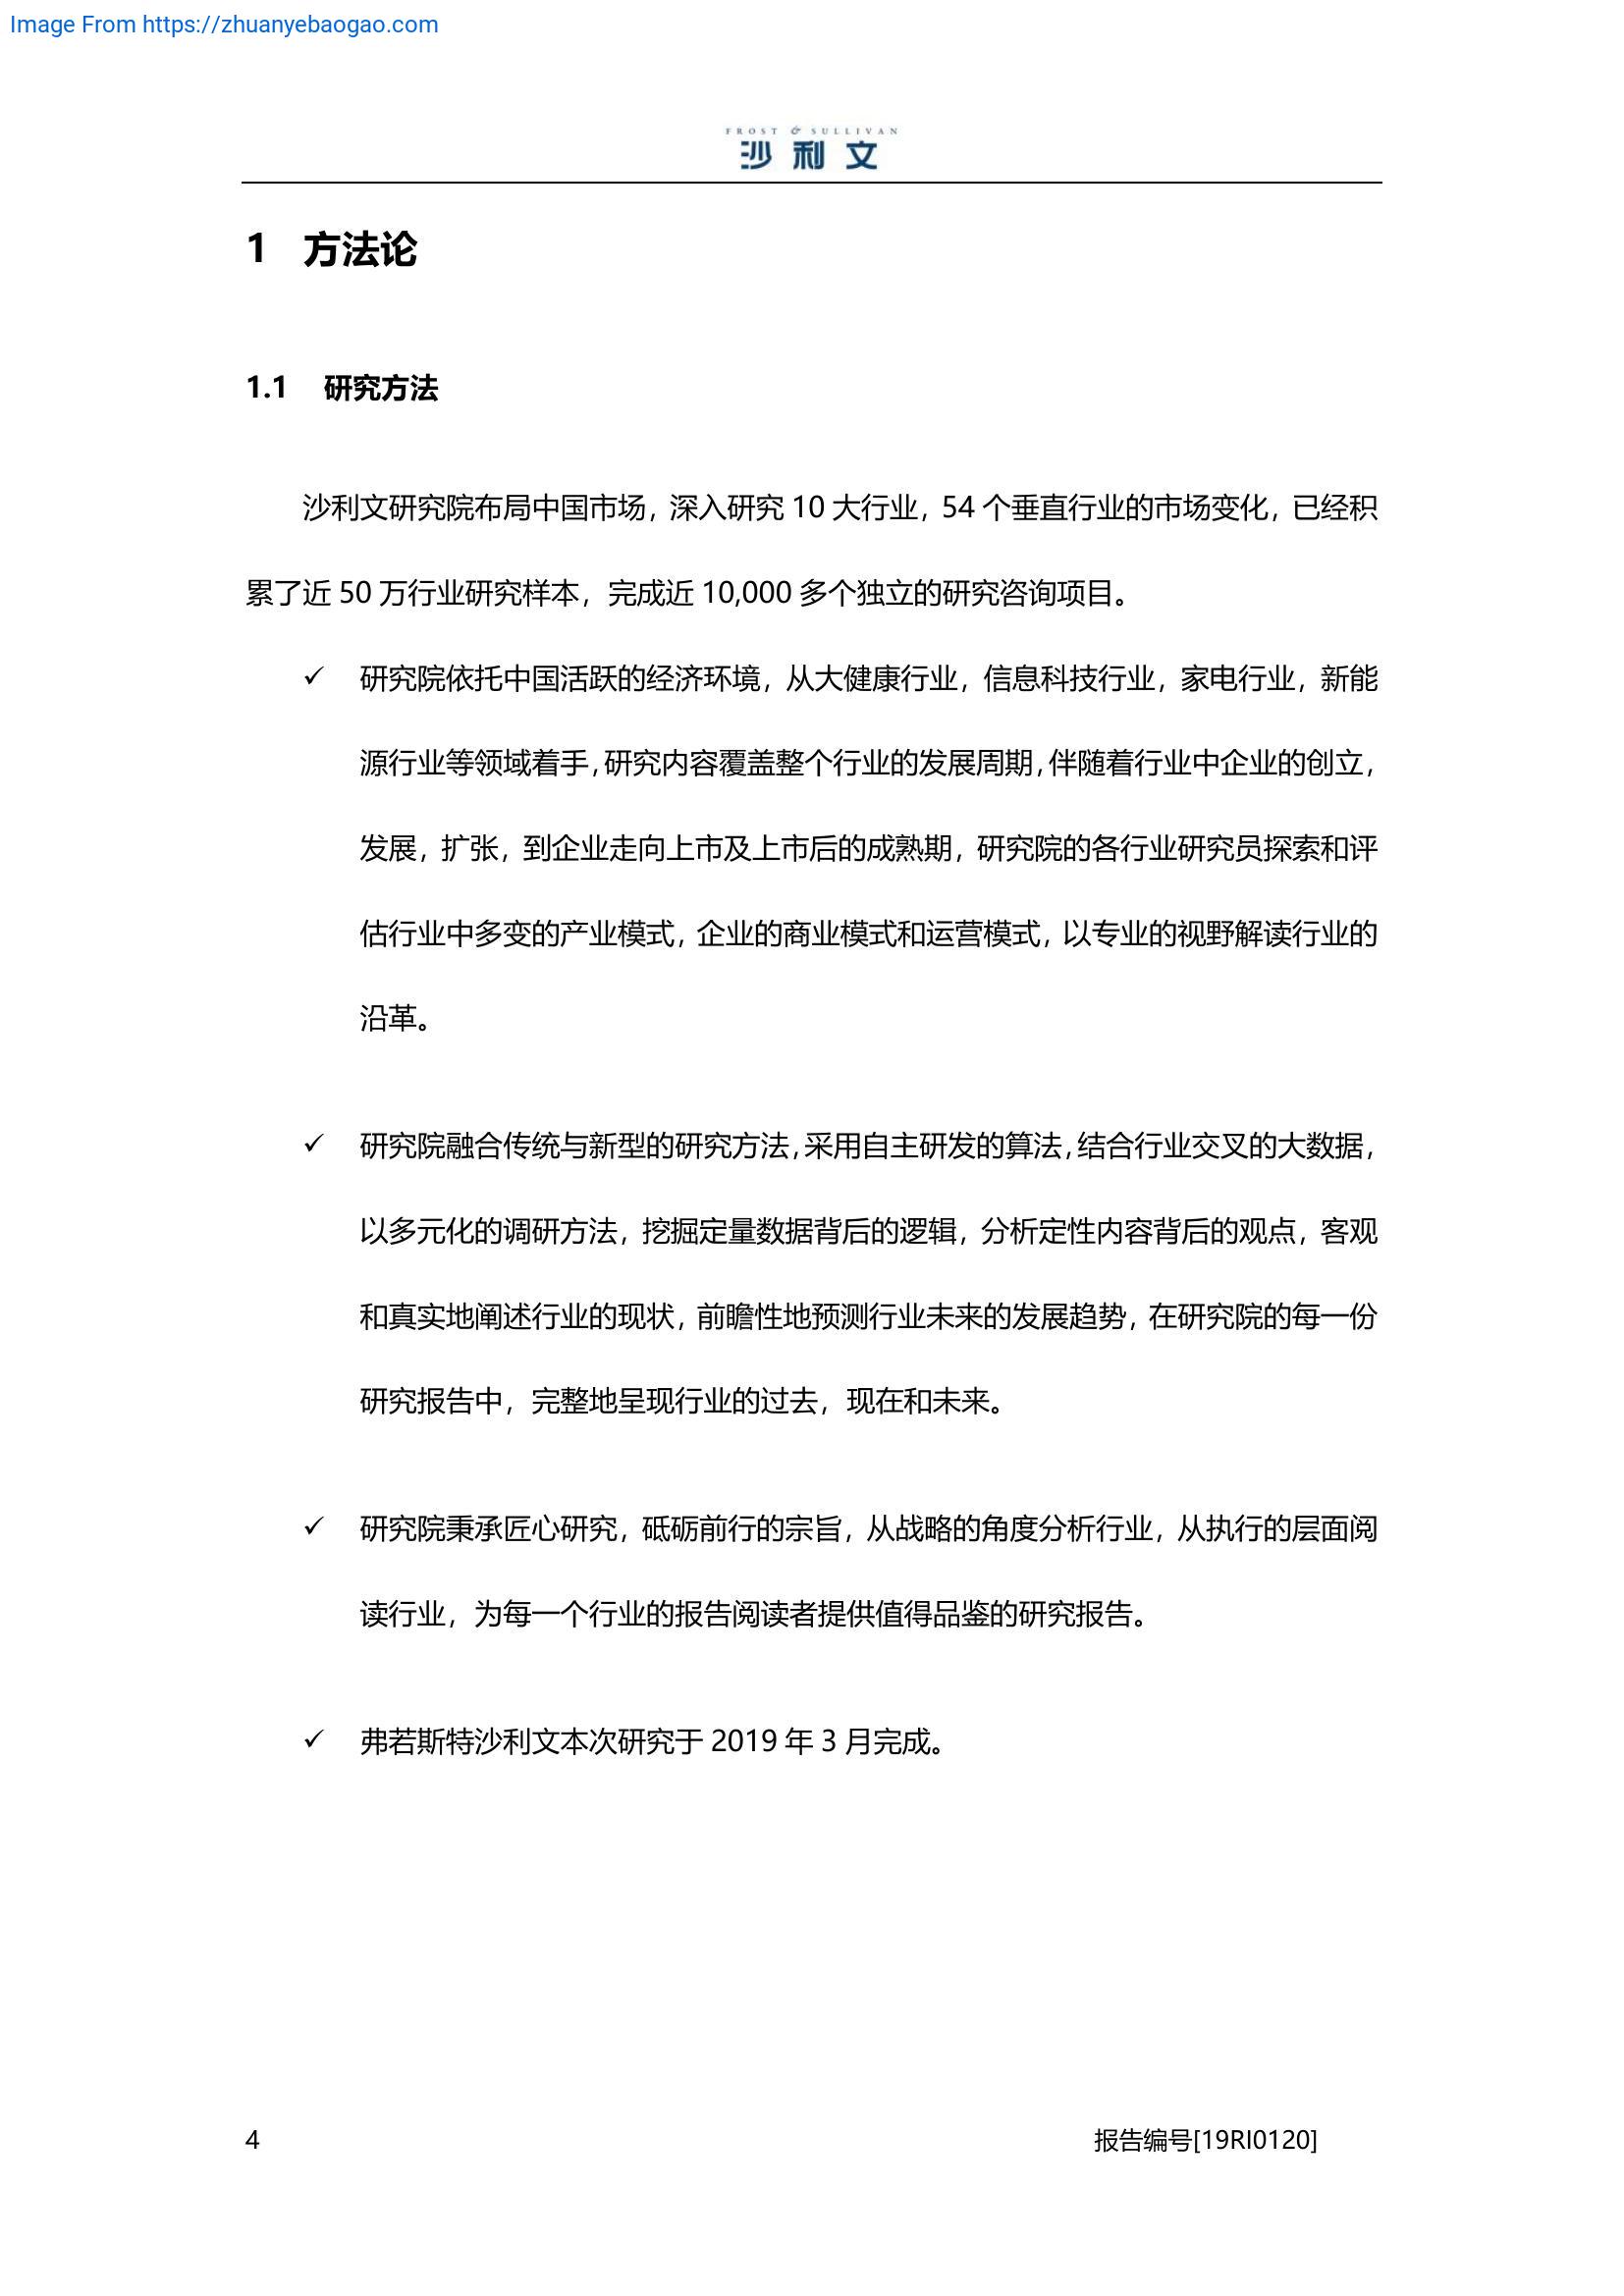 Image From https://zhuanyebaogao.com
FROST & SULLIVAN
沙利文
1 方法论
1.1 研究方法
沙利文研究院布局中国市场，深入研究 10 大行业，54 个垂直行业的市场变化，已经积
累了近 50 万行业研究样本，完成近 10,000 多个独立的研究咨询项目。
✓ 研究院依托中国活跃的经济环境，从大健康行业，信息科技行业，家电行业，新能
源行业等领域着手，研究内容覆盖整个行业的发展周期，伴随着行业中企业的创立，
发展，扩张，到企业走向上市及上市后的成熟期，研究院的各行业研究员探索和评
估行业中多变的产业模式，企业的商业模式和运营模式，以专业的视野解读行业的
沿革。
✓ 研究院融合传统与新型的研究方法，采用自主研发的算法，结合行业交叉的大数据，
以多元化的调研方法，挖掘定量数据背后的逻辑，分析定性内容背后的观点，客观
和真实地阐述行业的现状，前瞻性地预测行业未来的发展趋势，在研究院的每一份
研究报告中，完整地呈现行业的过去，现在和未来。
✓ 研究院秉承匠心研究，砥砺前行的宗旨，从战略的角度分析行业，从执行的层面阅
读行业，为每一个行业的报告阅读者提供值得品鉴的研究报告。
✓ 弗若斯特沙利文本次研究于 2019 年 3 月完成。
4 报告编号[19RI0120]